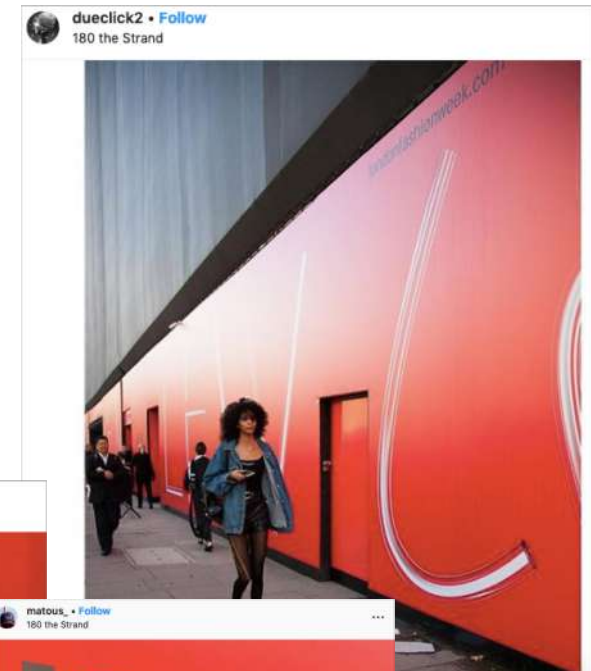 dueclick2 • Follow
180 the Strand
londonfashionweek.com
matous_ • Follow
180 the Strand